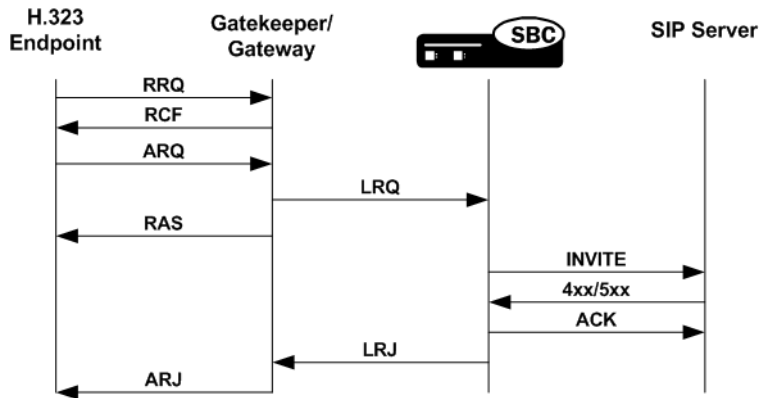 H.323
Endpoint
Gatekeeper/
Gateway
SBC
SIP Server
RRQ
RCF
ARQ
LRQ
RAS
INVITE
4xx/5xx
ACK
LRJ
ARJ